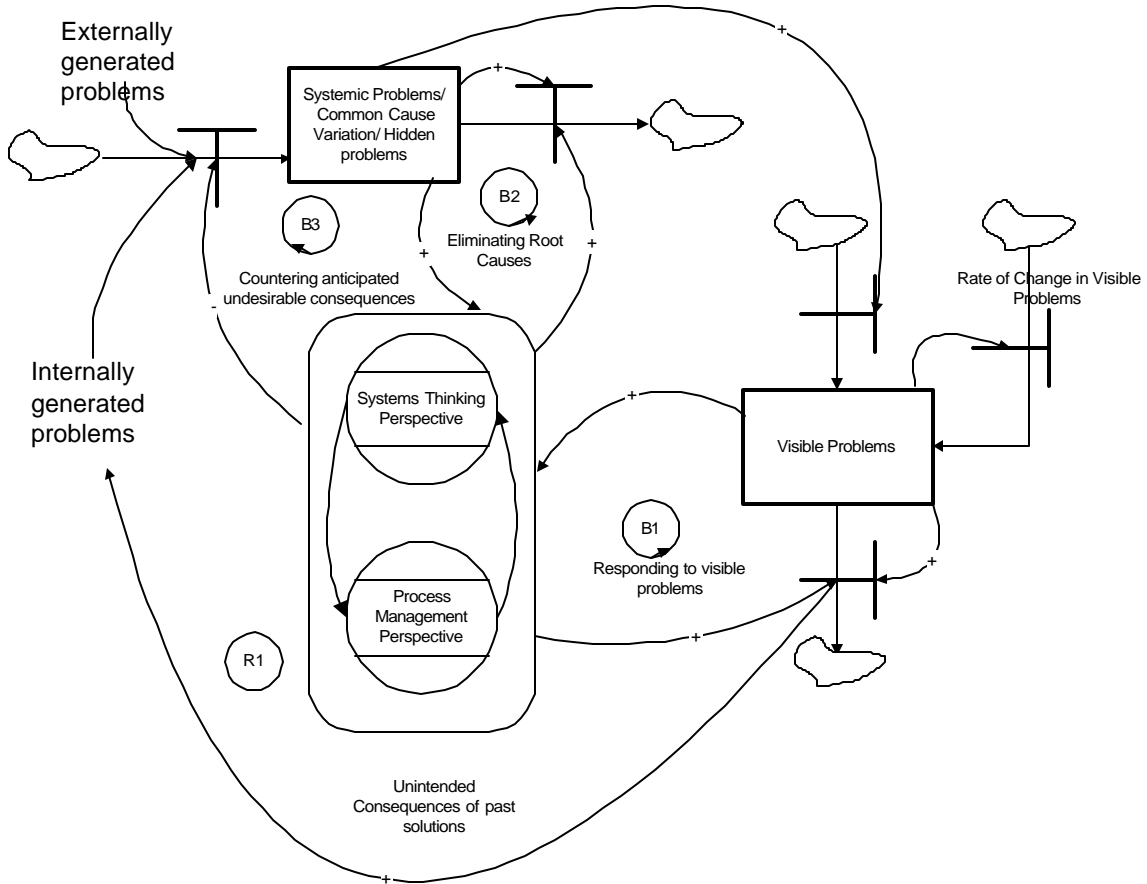 Externally
generated
problems
+
Systemic Problems/
Common Cause
Variation/ Hidden
problems
+
B3
B2
Eliminating Root
Causes
+
+
Countering anticipated
undesirable consequences
-
Rate of Change in Visible
Problems
Internally
generated
problems
Systems Thinking
Perspective
+
Visible Problems
B1
Responding to visible
problems
+
Process
Management
Perspective
+
R1
Unintended
Consequences of past
solutions
+